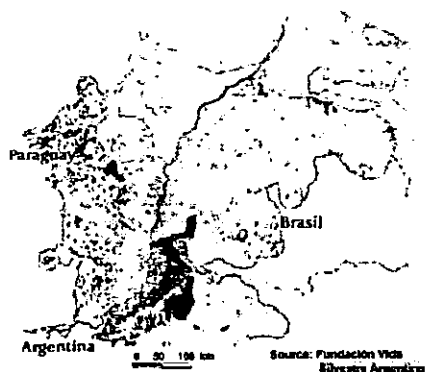 Paraguay
Brasil
Argentina
0 50 100 km
Source: Fundación Vida
Silvestre Argentina